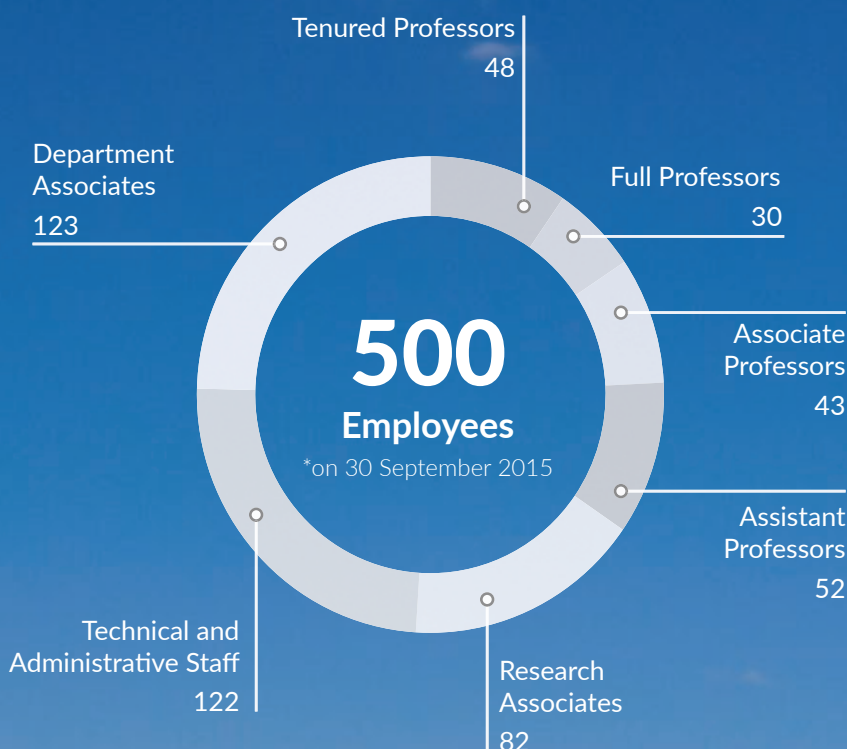 Tenured Professors
48
Department
Associates
123
Full Professors
30
Associate
Professors
43
500
Employees
*on 30 September 2015
Assistant
Professors
52
Technical and
Administrative Staff
122
Research
Associates
82